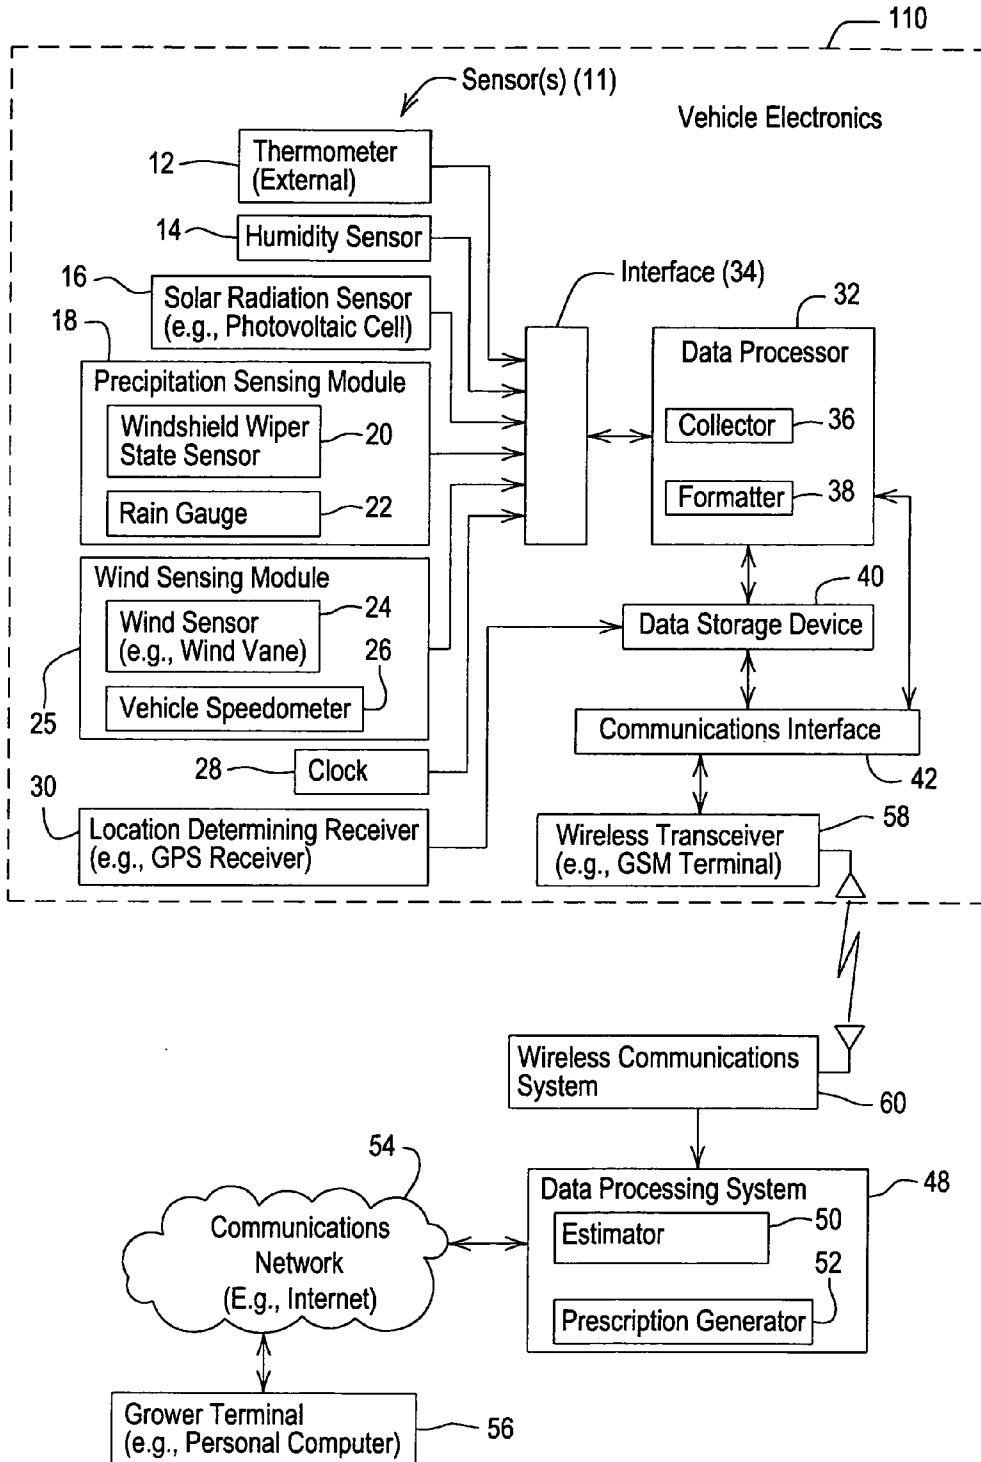 110
Sensor(s) (11)
Vehicle Electronics
12
Thermometer
(External)
14
Humidity Sensor
16
Solar Radiation Sensor
(e.g., Photovoltaic Cell)
Interface (34)
32
Data Processor
Collector
36
Formatter
38
18
Precipitation Sensing Module
Windshield Wiper
State Sensor
20
Rain Gauge
22
Wind Sensing Module
Wind Sensor
(e.g., Wind Vane)
24
26
Vehicle Speedometer
25
40
Data Storage Device
Communications Interface
42
28
Clock
30
Location Determining Receiver
(e.g., GPS Receiver)
58
Wireless Transceiver
(e.g., GSM Terminal)
Wireless Communications
System
60
54
Communications
Network
(E.g., Internet)
48
Data Processing System
Estimator
50
52
Prescription Generator
Grower Terminal
(e.g., Personal Computer)
56